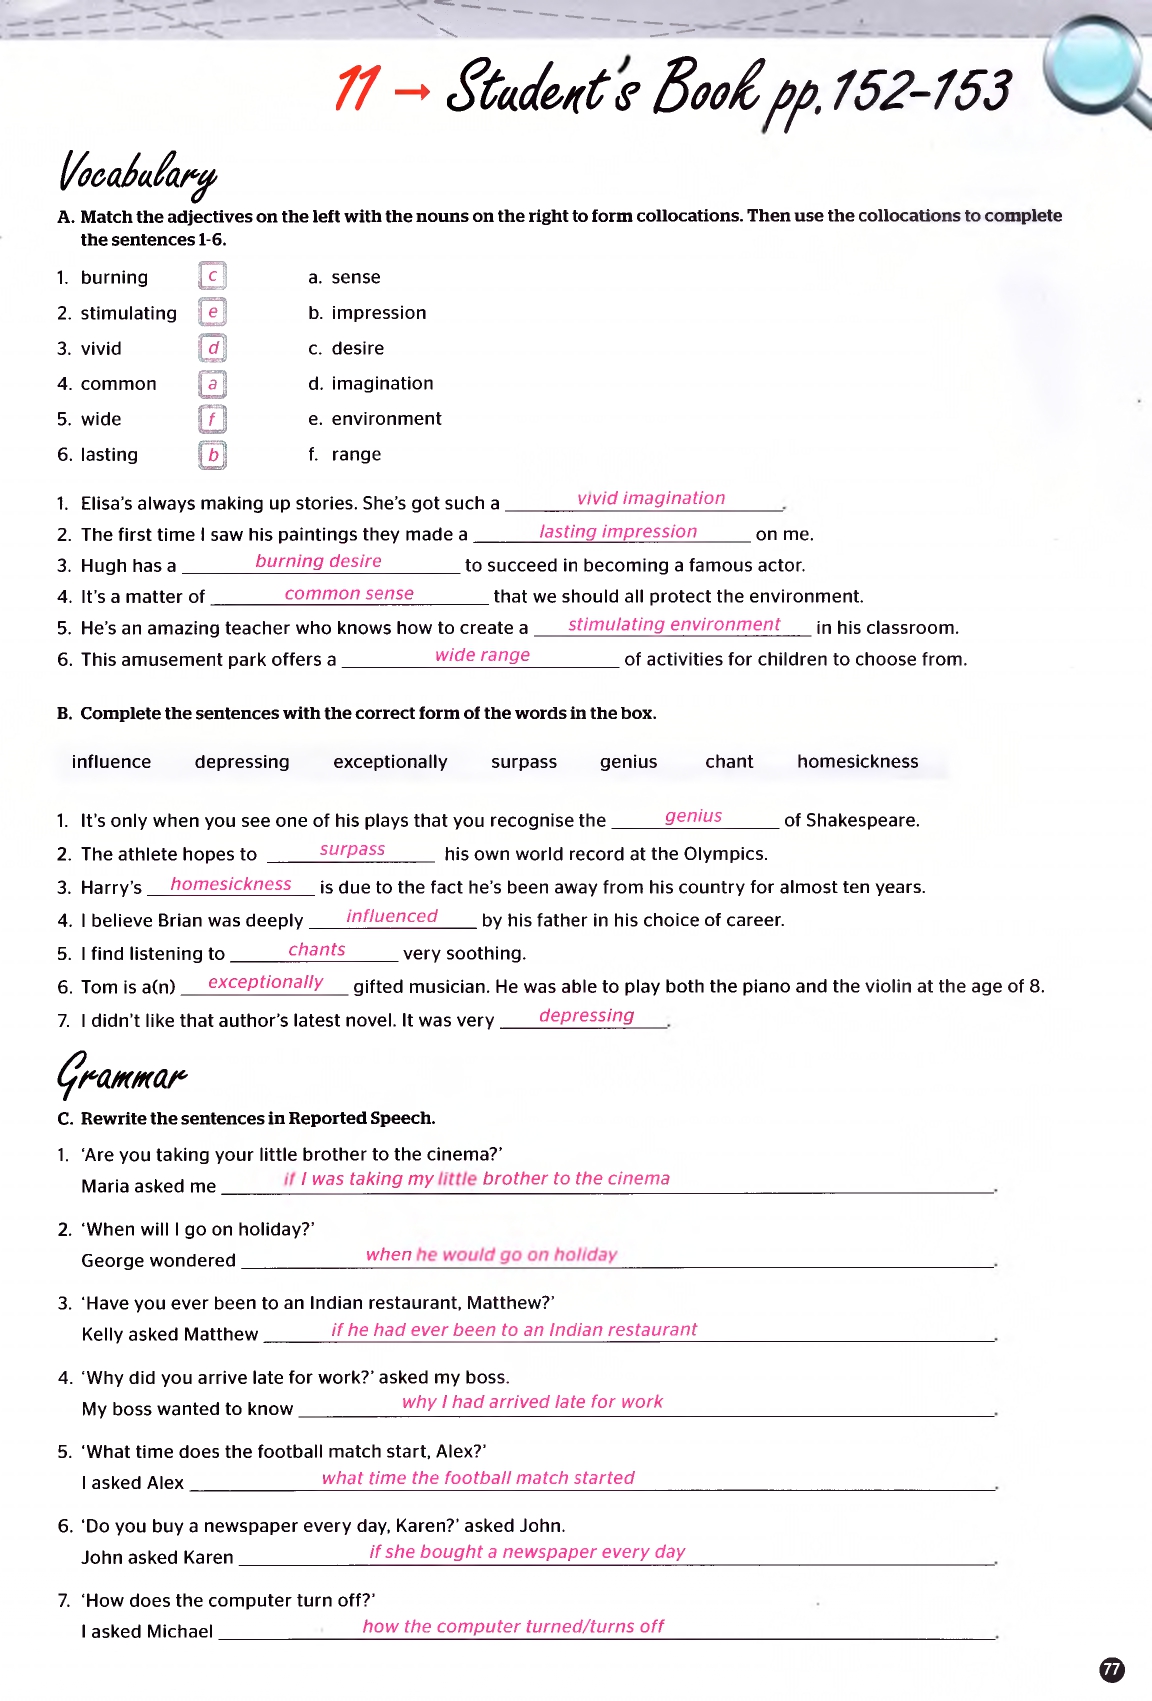 11 → Student's Book pp. 152-153
Vocabulary
A. Match the adjectives on the left with the nouns on the right to form collocations. Then use the collocations to complete
the sentences 1-6.
1. burning c a. sense
2. stimulating e b. impression
3. vivid d c. desire
4. common a d. imagination
5. wide f e. environment
6. lasting b f. range
1. Elisa's always making up stories. She's got such a vivid imagination.
2. The first time I saw his paintings they made a lasting impression on me.
3. Hugh has a burning desire to succeed in becoming a famous actor.
4. It's a matter of common sense that we should all protect the environment.
5. He's an amazing teacher who knows how to create a stimulating environment in his classroom.
6. This amusement park offers a wide range of activities for children to choose from.
B. Complete the sentences with the correct form of the words in the box.
influence depressing exceptionally surpass genius chant homesickness
1. It's only when you see one of his plays that you recognise the genius of Shakespeare.
2. The athlete hopes to surpass his own world record at the Olympics.
3. Harry's homesickness is due to the fact he's been away from his country for almost ten years.
4. I believe Brian was deeply influenced by his father in his choice of career.
5. I find listening to chants very soothing.
6. Tom is a(n) exceptionally gifted musician. He was able to play both the piano and the violin at the age of 8.
7. I didn't like that author's latest novel. It was very depressing.
Grammar
C. Rewrite the sentences in Reported Speech.
1. 'Are you taking your little brother to the cinema?'
Maria asked me if I was taking my little brother to the cinema.
2. 'When will I go on holiday?'
George wondered when he would go on holiday.
3. 'Have you ever been to an Indian restaurant, Matthew?'
Kelly asked Matthew if he had ever been to an Indian restaurant.
4. 'Why did you arrive late for work?' asked my boss.
My boss wanted to know why I had arrived late for work.
5. 'What time does the football match start, Alex?'
I asked Alex what time the football match started.
6. 'Do you buy a newspaper every day, Karen?' asked John.
John asked Karen if she bought a newspaper every day.
7. 'How does the computer turn off?'
I asked Michael how the computer turned/turns off.
77